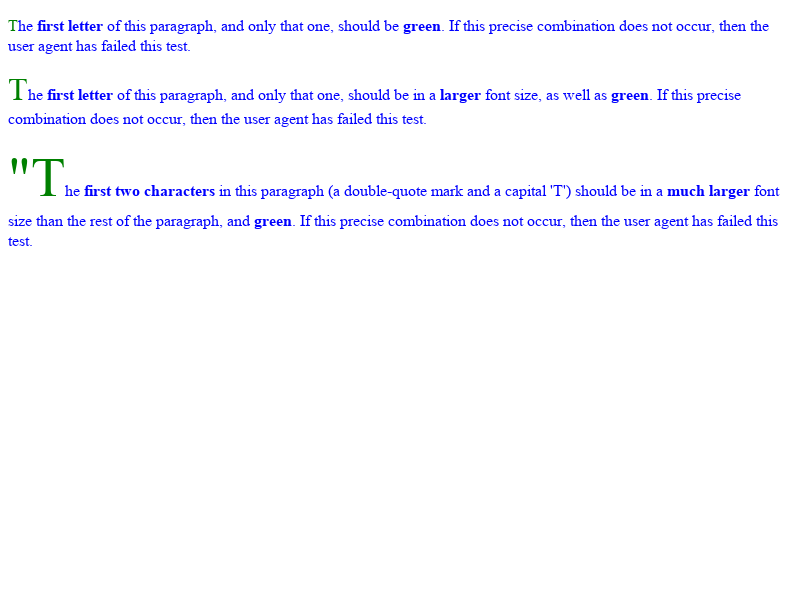 The first letter of this paragraph, and only that one, should be green. If this precise combination does not occur, then the
user agent has failed this test.
The first letter of this paragraph, and only that one, should be in a larger font size, as well as green. If this precise
combination does not occur, then the user agent has failed this test.
"The first two characters in this paragraph (a double-quote mark and a capital 'T') should be in a much larger font
size than the rest of the paragraph, and green. If this precise combination does not occur, then the user agent has failed this
test.